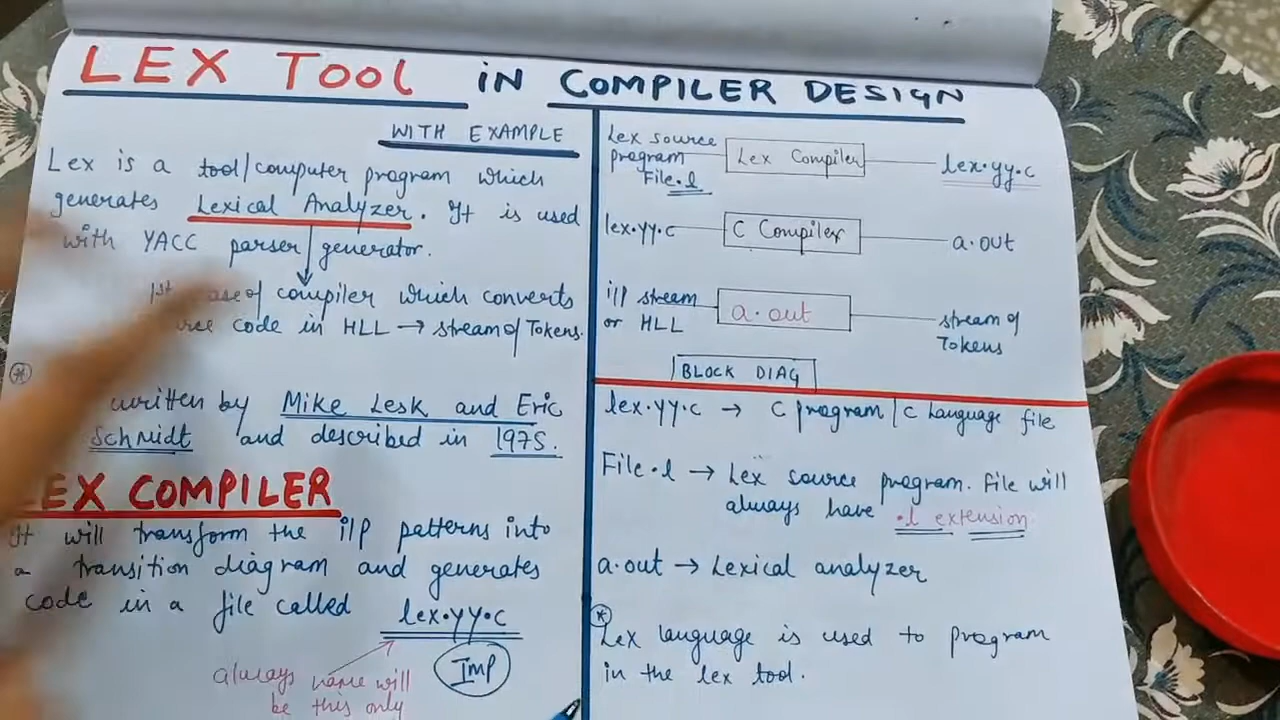 LEX TOOL IN COMPILER DESIGN
WITH EXAMPLE
Lex is a tool/computer program which
generates Lexical Analyzer. It is used
with YACC parser generator.
1st of compiler which converts
code in HLL → stream of Tokens.
written by Mike Lesk and Eric
Schmidt and described in 1975.
LEX COMPILER
It will transform the i/p patterns into
a transition diagram and generates
code in a file called lex.yy.c
IMP
always name will
be this only
Lex source
program
File.l
Lex Compiler
lex.yy.c
lex.yy.c
C Compiler
a.out
i/p stream
or HLL
a.out
stream of
Tokens
BLOCK DIAG
lex.yy.c → C program/C Language file
File.l → Lex source program. File will
always have .l extension
a.out → Lexical analyzer
Lex language is used to program
in the lex tool.